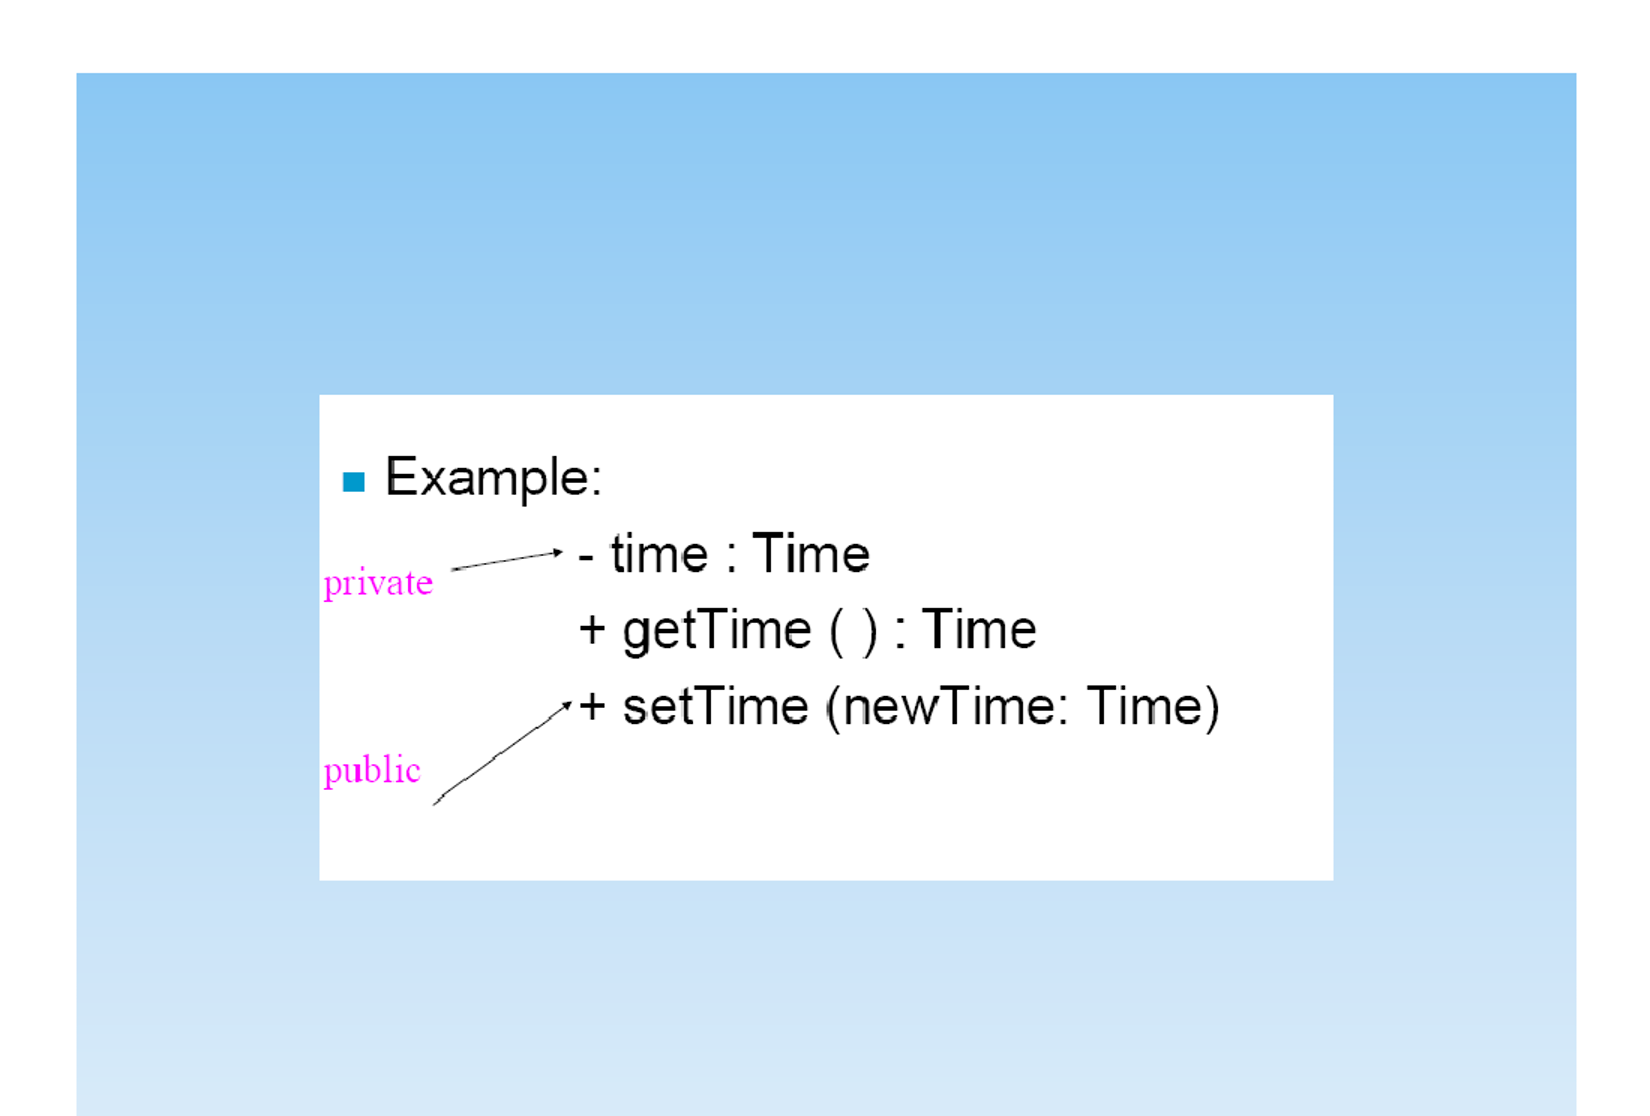 Example:
- time : Time
private
+ getTime ( ) : Time
+ setTime (newTime: Time)
public